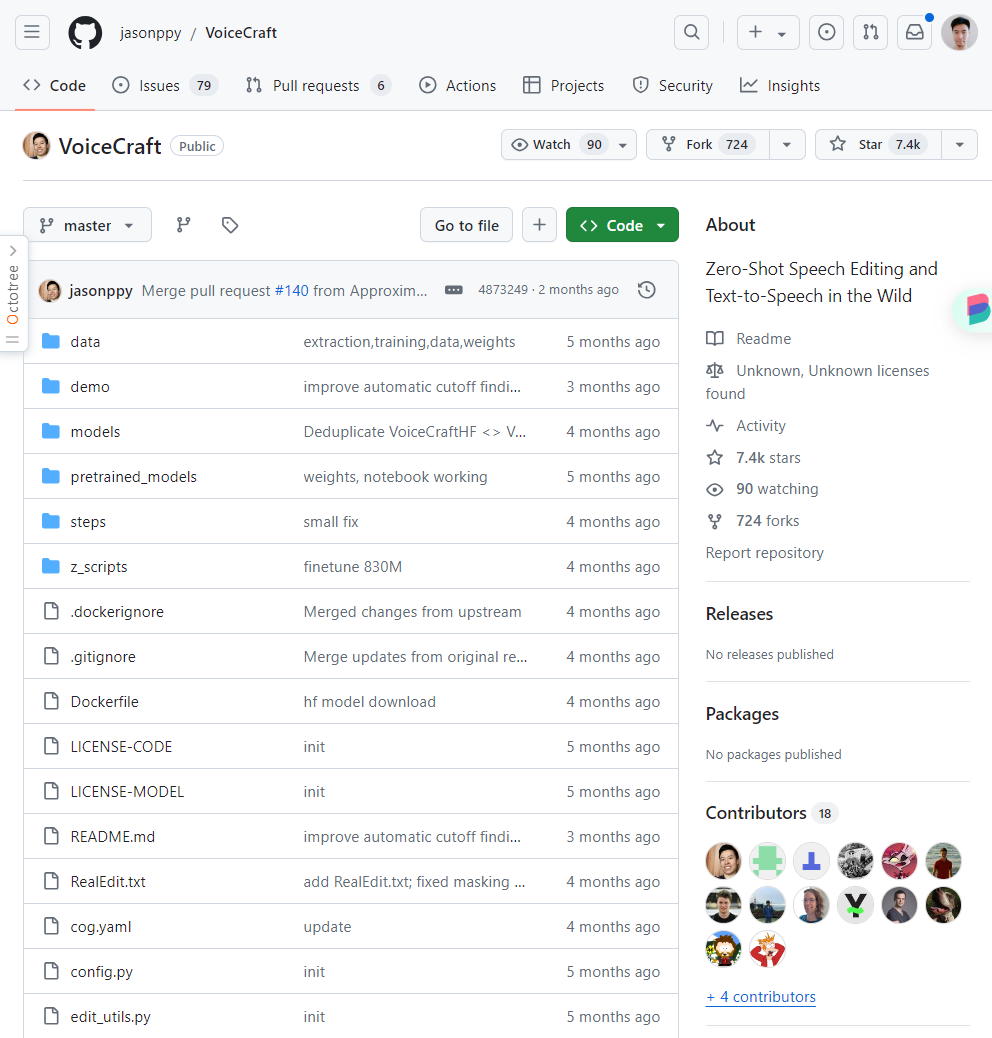 jasonppy / VoiceCraft
Code Issues 79 Pull requests 6 Actions Projects Security Insights
VoiceCraft Public Watch 90 Fork 724 Star 7.4k
master Go to file Code
Octotree
jasonppy Merge pull request #140 from Approxim... 4873249 · 2 months ago
data extraction,training,data,weights 5 months ago
demo improve automatic cutoff findi... 3 months ago
models Deduplicate VoiceCraftHF <> V... 4 months ago
pretrained_models weights, notebook working 5 months ago
steps small fix 4 months ago
z_scripts finetune 830M 4 months ago
.dockerignore Merged changes from upstream 4 months ago
.gitignore Merge updates from original re... 4 months ago
Dockerfile hf model download 4 months ago
LICENSE-CODE init 5 months ago
LICENSE-MODEL init 5 months ago
README.md improve automatic cutoff findi... 3 months ago
RealEdit.txt add RealEdit.txt; fixed masking ... 4 months ago
cog.yaml update 4 months ago
config.py init 5 months ago
edit_utils.py init 5 months ago
About
Zero-Shot Speech Editing and
Text-to-Speech in the Wild
Readme
Unknown, Unknown licenses
found
Activity
7.4k stars
90 watching
724 forks
Report repository
Releases
No releases published
Packages
No packages published
Contributors 18
+ 4 contributors